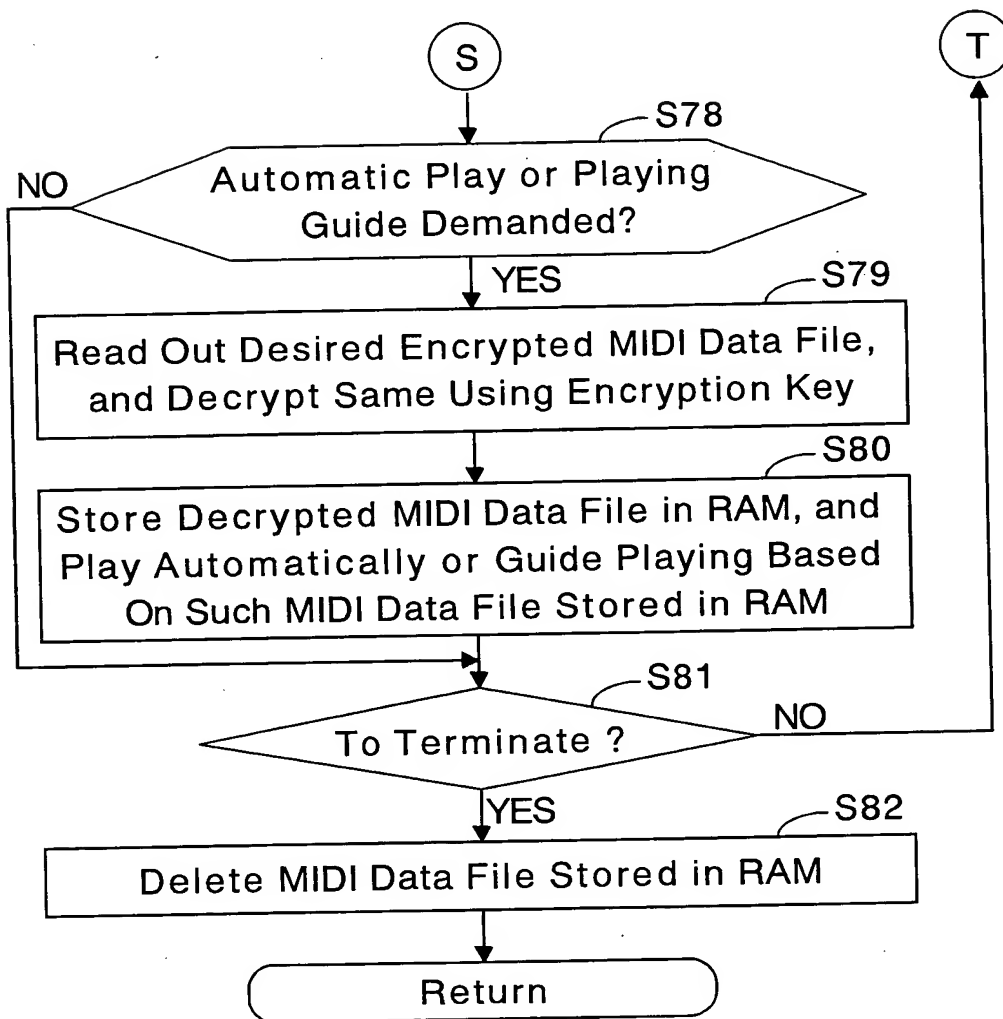 S
T
S78
NO
Automatic Play or Playing
Guide Demanded?
YES
S79
Read Out Desired Encrypted MIDI Data File,
and Decrypt Same Using Encryption Key
S80
Store Decrypted MIDI Data File in RAM, and
Play Automatically or Guide Playing Based
On Such MIDI Data File Stored in RAM
S81
To Terminate ?
NO
YES
S82
Delete MIDI Data File Stored in RAM
Return